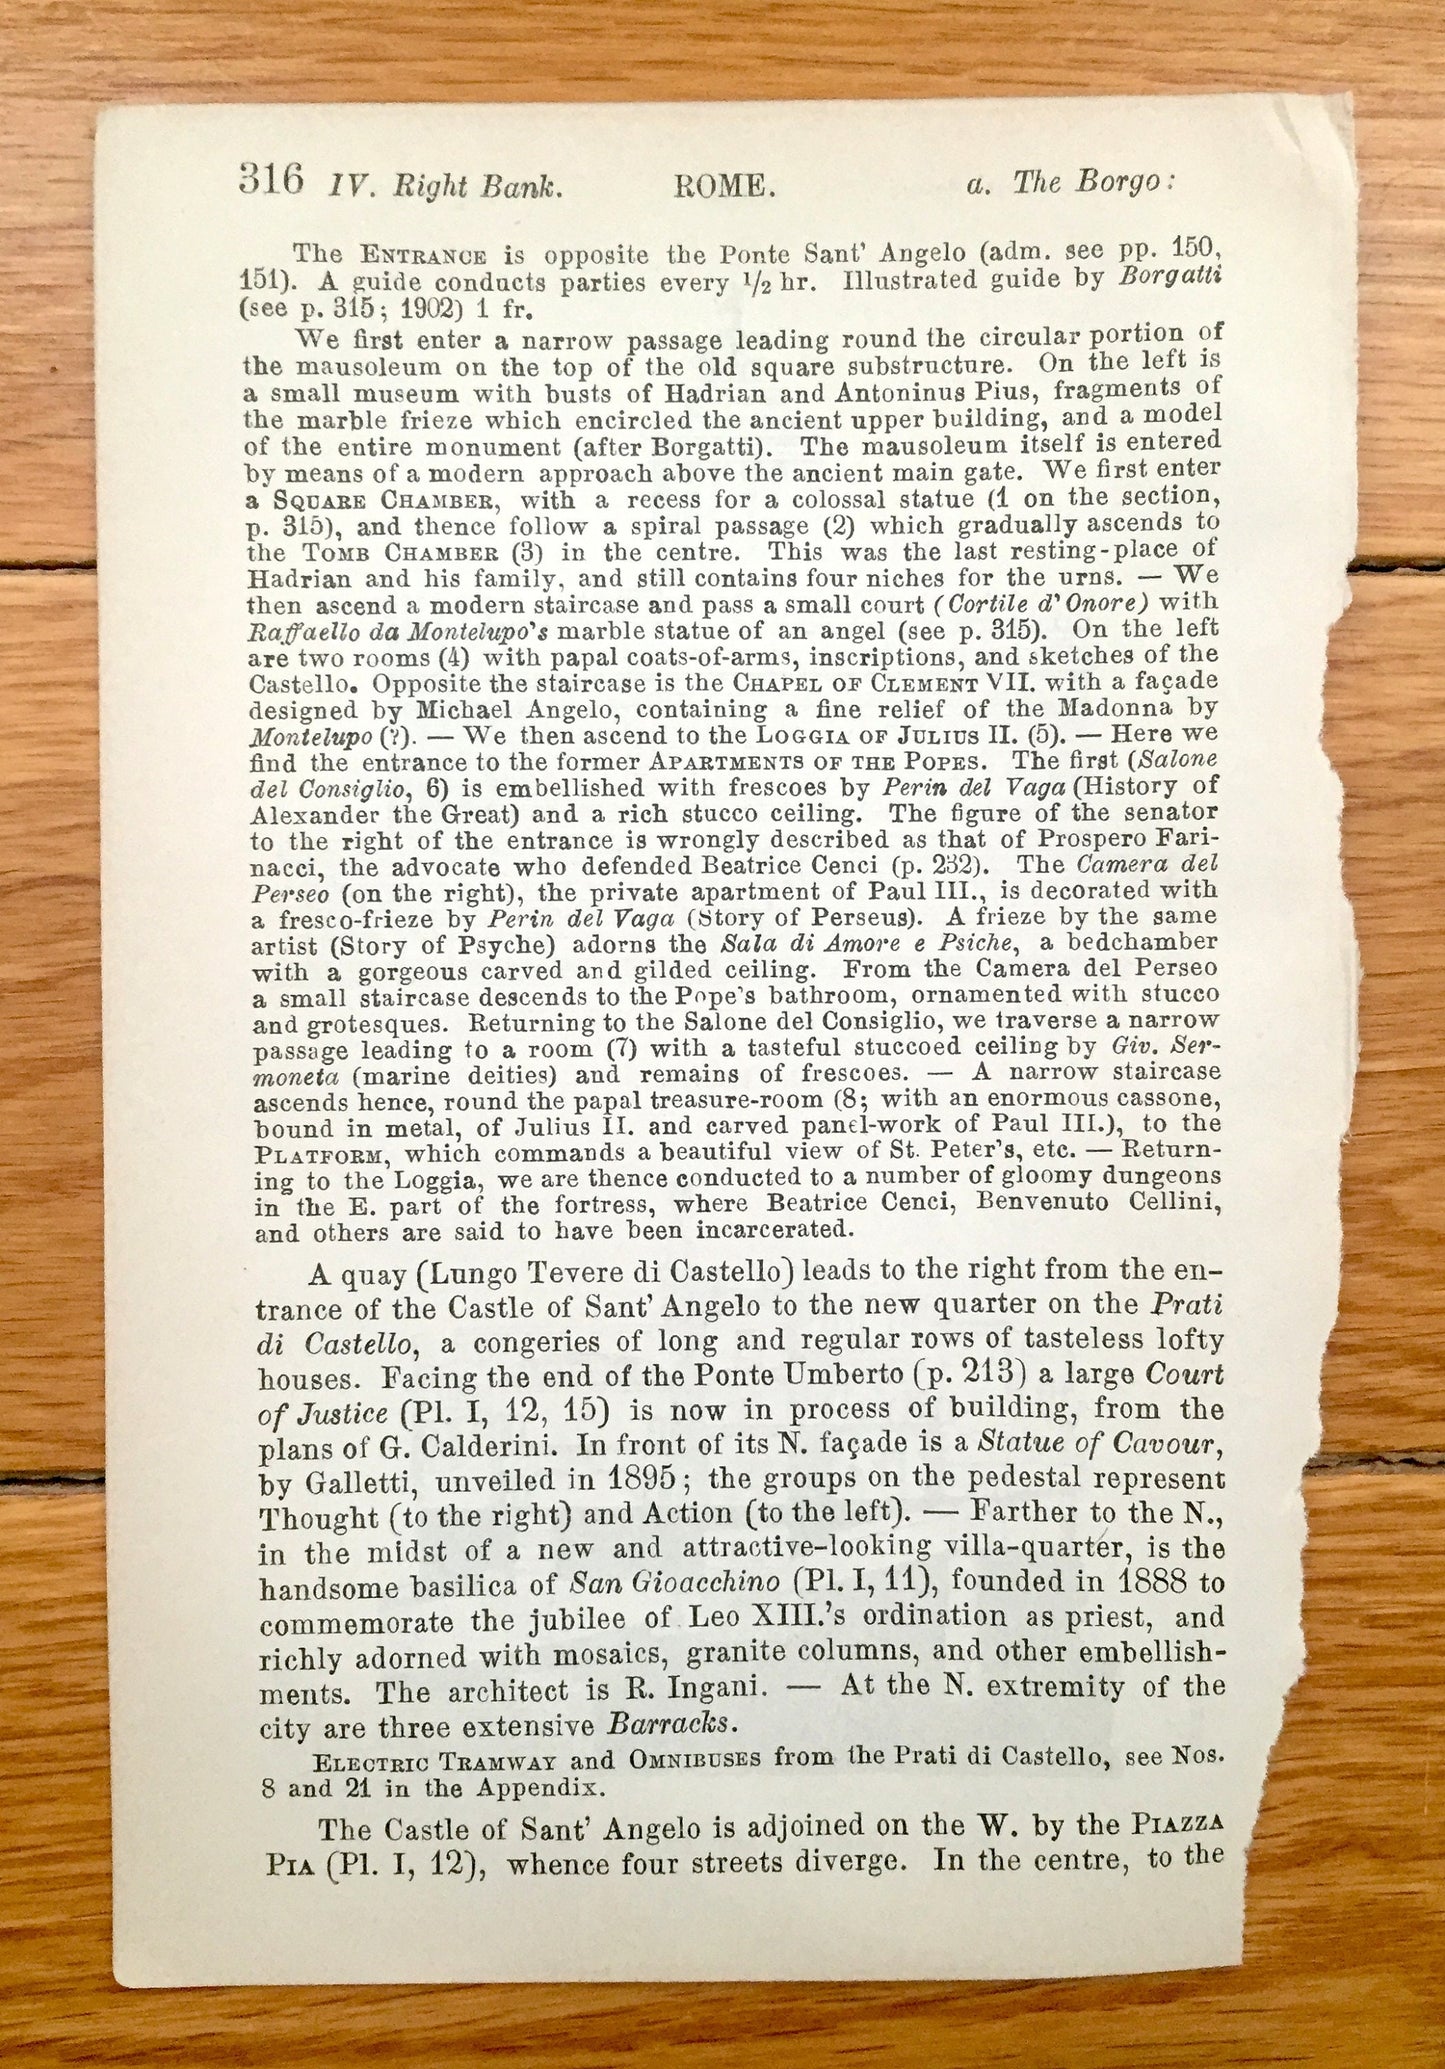 316 IV. Right Bank. ROME. a. The Borgo:
The ENTRANCE is opposite the Ponte Sant' Angelo (adm. see pp. 150,
151). A guide conducts parties every 1/2 hr. Illustrated guide by Borgatti
(see p. 315; 1902) 1 fr.
We first enter a narrow passage leading round the circular portion of
the mausoleum on the top of the old square substructure. On the left is
a small museum with busts of Hadrian and Antoninus Pius, fragments of
the marble frieze which encircled the ancient upper building, and a model
of the entire monument (after Borgatti). The mausoleum itself is entered
by means of a modern approach above the ancient main gate. We first enter
a SQUARE CHAMBER, with a recess for a colossal statue (1 on the section,
p. 315), and thence follow a spiral passage (2) which gradually ascends to
the TOMB CHAMBER (3) in the centre. This was the last resting-place of
Hadrian and his family, and still contains four niches for the urns. — We
then ascend a modern staircase and pass a small court (Cortile d' Onore) with
Raffaello da Montelupo's marble statue of an angel (see p. 315). On the left
are two rooms (4) with papal coats-of-arms, inscriptions, and sketches of the
Castello. Opposite the staircase is the CHAPEL OF CLEMENT VII. with a façade
designed by Michael Angelo, containing a fine relief of the Madonna by
Montelupo (?). — We then ascend to the LOGGIA OF JULIUS II. (5). — Here we
find the entrance to the former APARTMENTS OF THE POPES. The first (Salone
del Consiglio, 6) is embellished with frescoes by Perin del Vaga (History of
Alexander the Great) and a rich stucco ceiling. The figure of the senator
to the right of the entrance is wrongly described as that of Prospero Fari-
nacci, the advocate who defended Beatrice Cenci (p. 232). The Camera del
Perseo (on the right), the private apartment of Paul III., is decorated with
a fresco-frieze by Perin del Vaga (Story of Perseus). A frieze by the same
artist (Story of Psyche) adorns the Sala di Amore e Psiche, a bedchamber
with a gorgeous carved and gilded ceiling. From the Camera del Perseo
a small staircase descends to the Pope's bathroom, ornamented with stucco
and grotesques. Returning to the Salone del Consiglio, we traverse a narrow
passage leading to a room (7) with a tasteful stuccoed ceiling by Giv. Ser-
moneta (marine deities) and remains of frescoes. — A narrow staircase
ascends hence, round the papal treasure-room (8; with an enormous cassone,
bound in metal, of Julius II. and carved panel-work of Paul III.), to the
PLATFORM, which commands a beautiful view of St. Peter's, etc. — Return-
ing to the Loggia, we are thence conducted to a number of gloomy dungeons
in the E. part of the fortress, where Beatrice Cenci, Benvenuto Cellini,
and others are said to have been incarcerated.
A quay (Lungo Tevere di Castello) leads to the right from the en-
trance of the Castle of Sant' Angelo to the new quarter on the Prati
di Castello, a congeries of long and regular rows of tasteless lofty
houses. Facing the end of the Ponte Umberto (p. 213) a large Court
of Justice (Pl. I, 12, 15) is now in process of building, from the
plans of G. Calderini. In front of its N. façade is a Statue of Cavour,
by Galletti, unveiled in 1895; the groups on the pedestal represent
Thought (to the right) and Action (to the left). — Farther to the N.,
in the midst of a new and attractive-looking villa-quarter, is the
handsome basilica of San Gioacchino (Pl. I, 11), founded in 1888 to
commemorate the jubilee of Leo XIII.'s ordination as priest, and
richly adorned with mosaics, granite columns, and other embellish-
ments. The architect is R. Ingani. — At the N. extremity of the
city are three extensive Barracks.
ELECTRIC TRAMWAY and OMNIBUSES from the Prati di Castello, see Nos.
8 and 21 in the Appendix.
The Castle of Sant' Angelo is adjoined on the W. by the PIAZZA
PIA (Pl. I, 12), whence four streets diverge. In the centre, to the